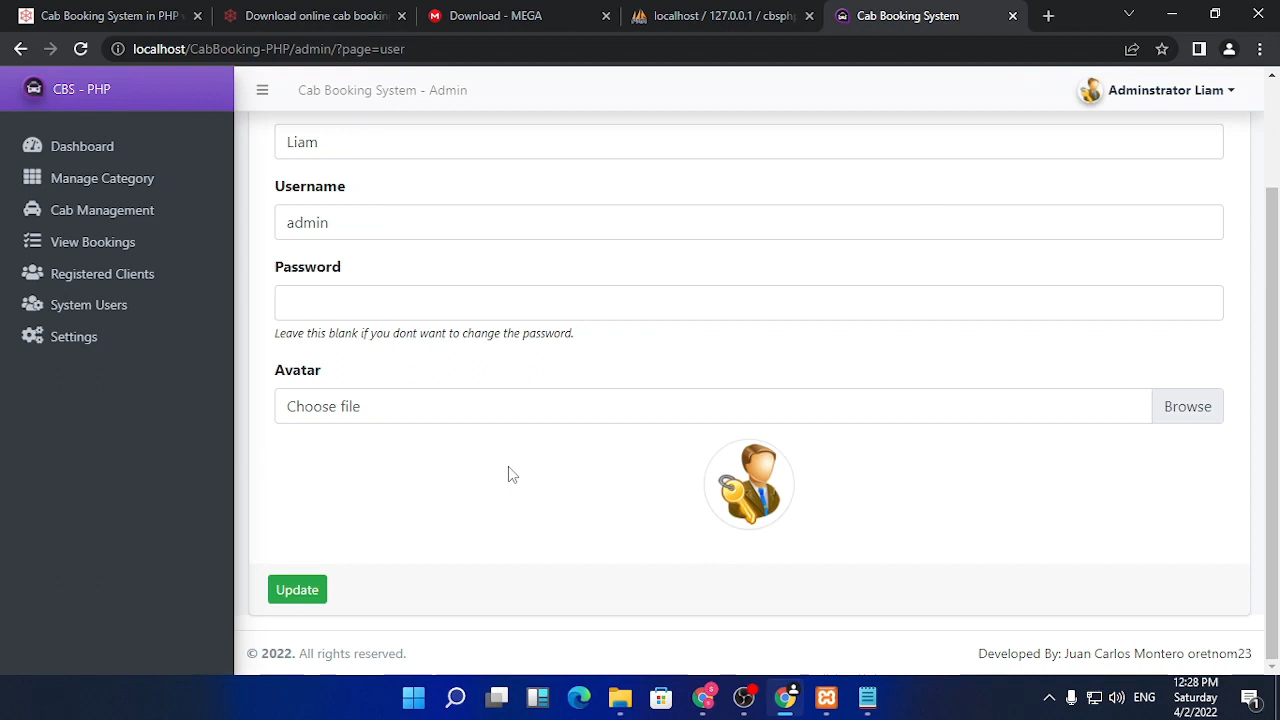 Cab Booking System in PHP
Download online cab bookin
Download - MEGA
localhost / 127.0.0.1 / cbsphp
Cab Booking System
localhost/CabBooking-PHP/admin/?page=user
CBS - PHP
Cab Booking System - Admin
Adminstrator Liam
Dashboard
Manage Category
Cab Management
View Bookings
Registered Clients
System Users
Settings
Liam
Username
admin
Password
Leave this blank if you dont want to change the password.
Avatar
Choose file
Browse
Update
© 2022. All rights reserved.
Developed By: Juan Carlos Montero oretnom23
ENG
12:28 PM
Saturday
4/2/2022